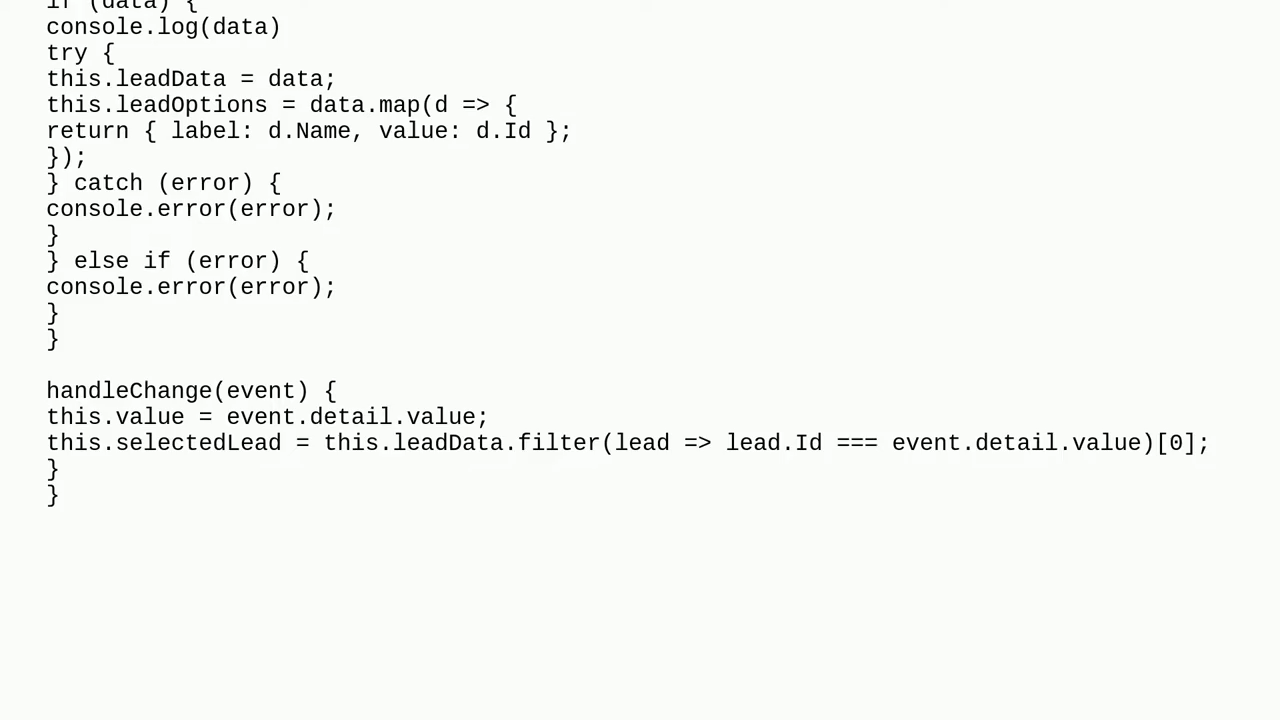 if (data) {
console.log(data)
try {
this.leadData = data;
this.leadOptions = data.map(d => {
return { label: d.Name, value: d.Id };
});
} catch (error) {
console.error(error);
}
} else if (error) {
console.error(error);
}
}

handleChange(event) {
this.value = event.detail.value;
this.selectedLead = this.leadData.filter(lead => lead.Id === event.detail.value)[0];
}
}